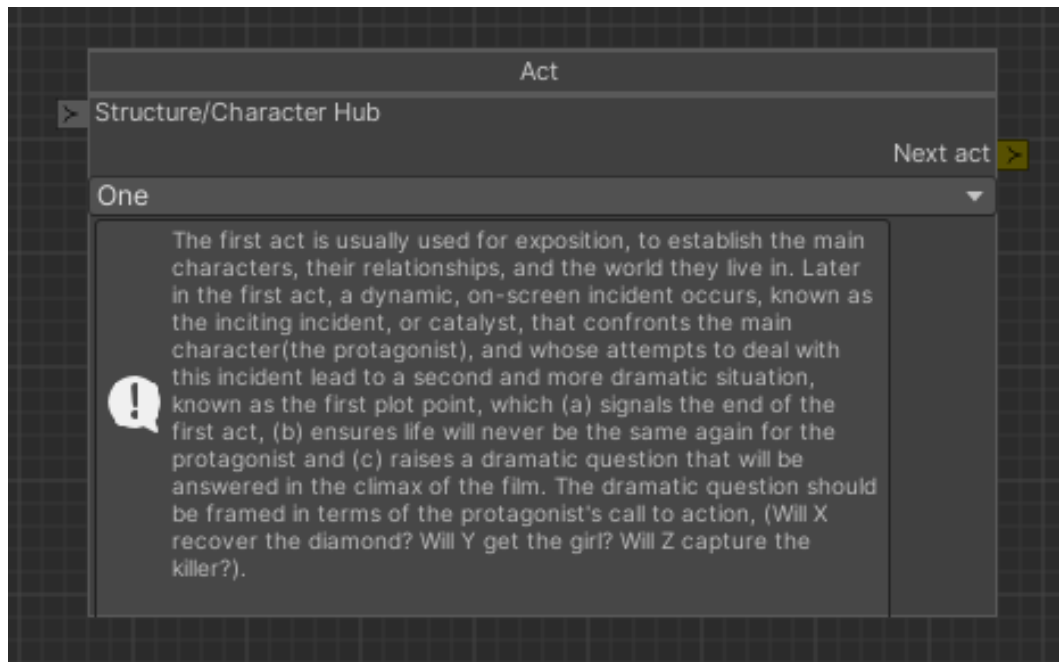 Act
Structure/Character Hub
Next act
One
The first act is usually used for exposition, to establish the main
characters, their relationships, and the world they live in. Later
in the first act, a dynamic, on-screen incident occurs, known as
the inciting incident, or catalyst, that confronts the main
character(the protagonist), and whose attempts to deal with
this incident lead to a second and more dramatic situation,
known as the first plot point, which (a) signals the end of the
first act, (b) ensures life will never be the same again for the
protagonist and (c) raises a dramatic question that will be
answered in the climax of the film. The dramatic question should
be framed in terms of the protagonist's call to action, (Will X
recover the diamond? Will Y get the girl? Will Z capture the
killer?).